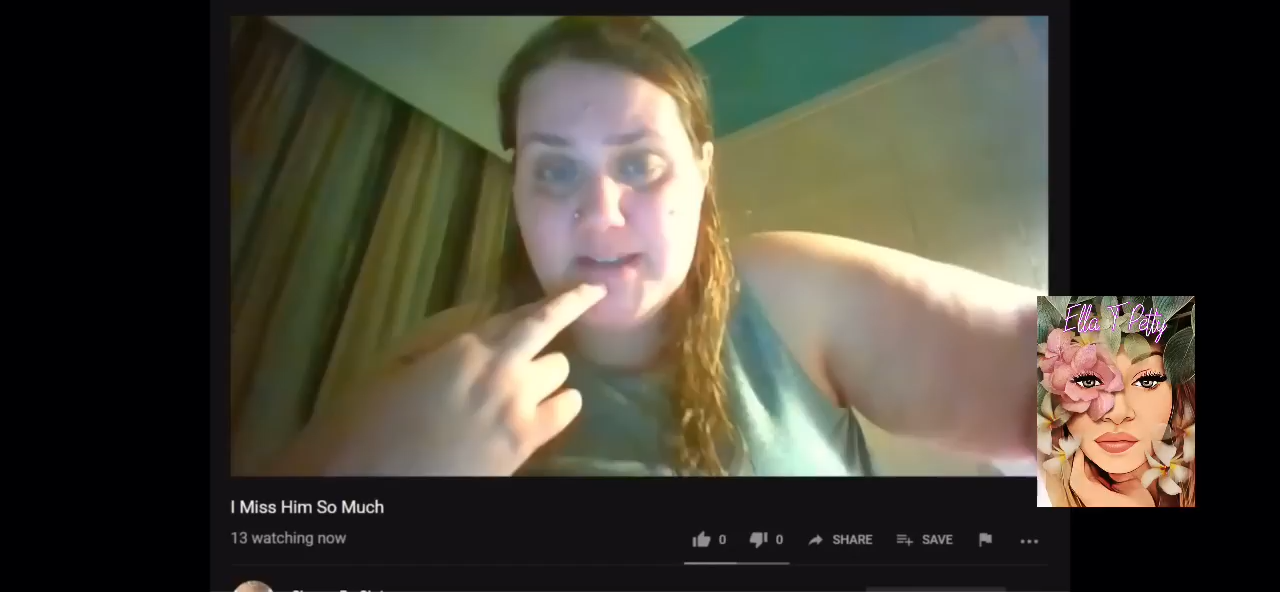 Ella T Petty
I Miss Him So Much
13 watching now
0
0
SHARE
SAVE